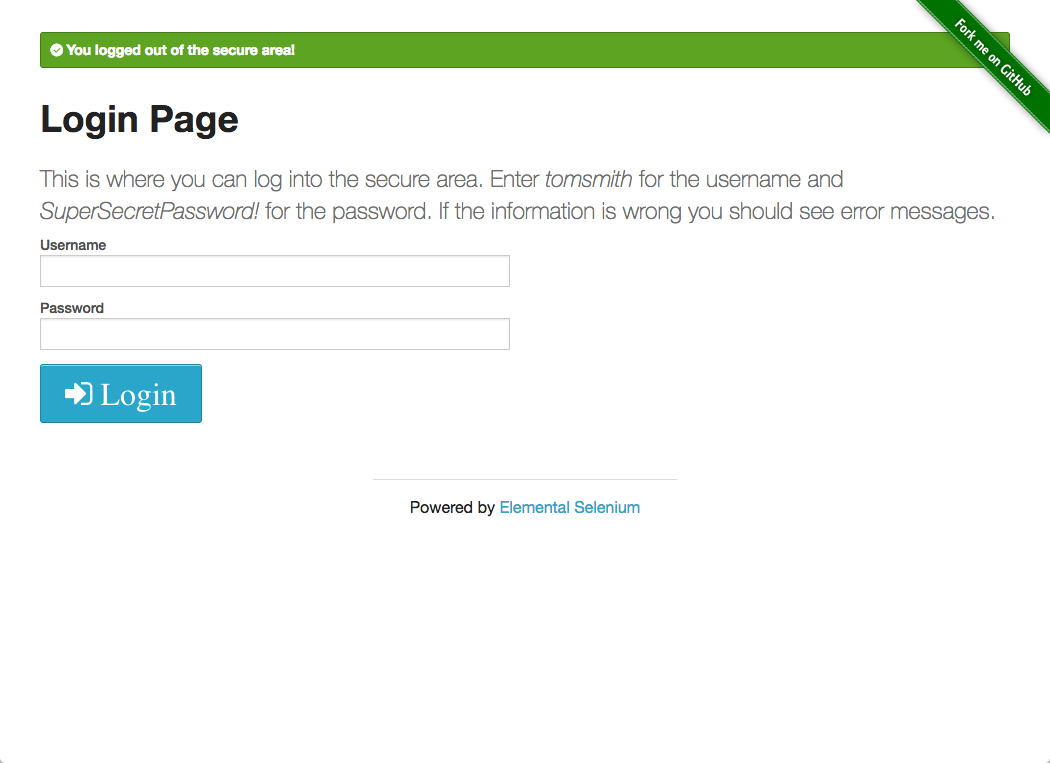 You logged out of the secure area!
Fork me on GitHub
Login Page
This is where you can log into the secure area. Enter tomsmith for the username and
SuperSecretPassword! for the password. If the information is wrong you should see error messages.
Username
Password
Login
Powered by Elemental Selenium